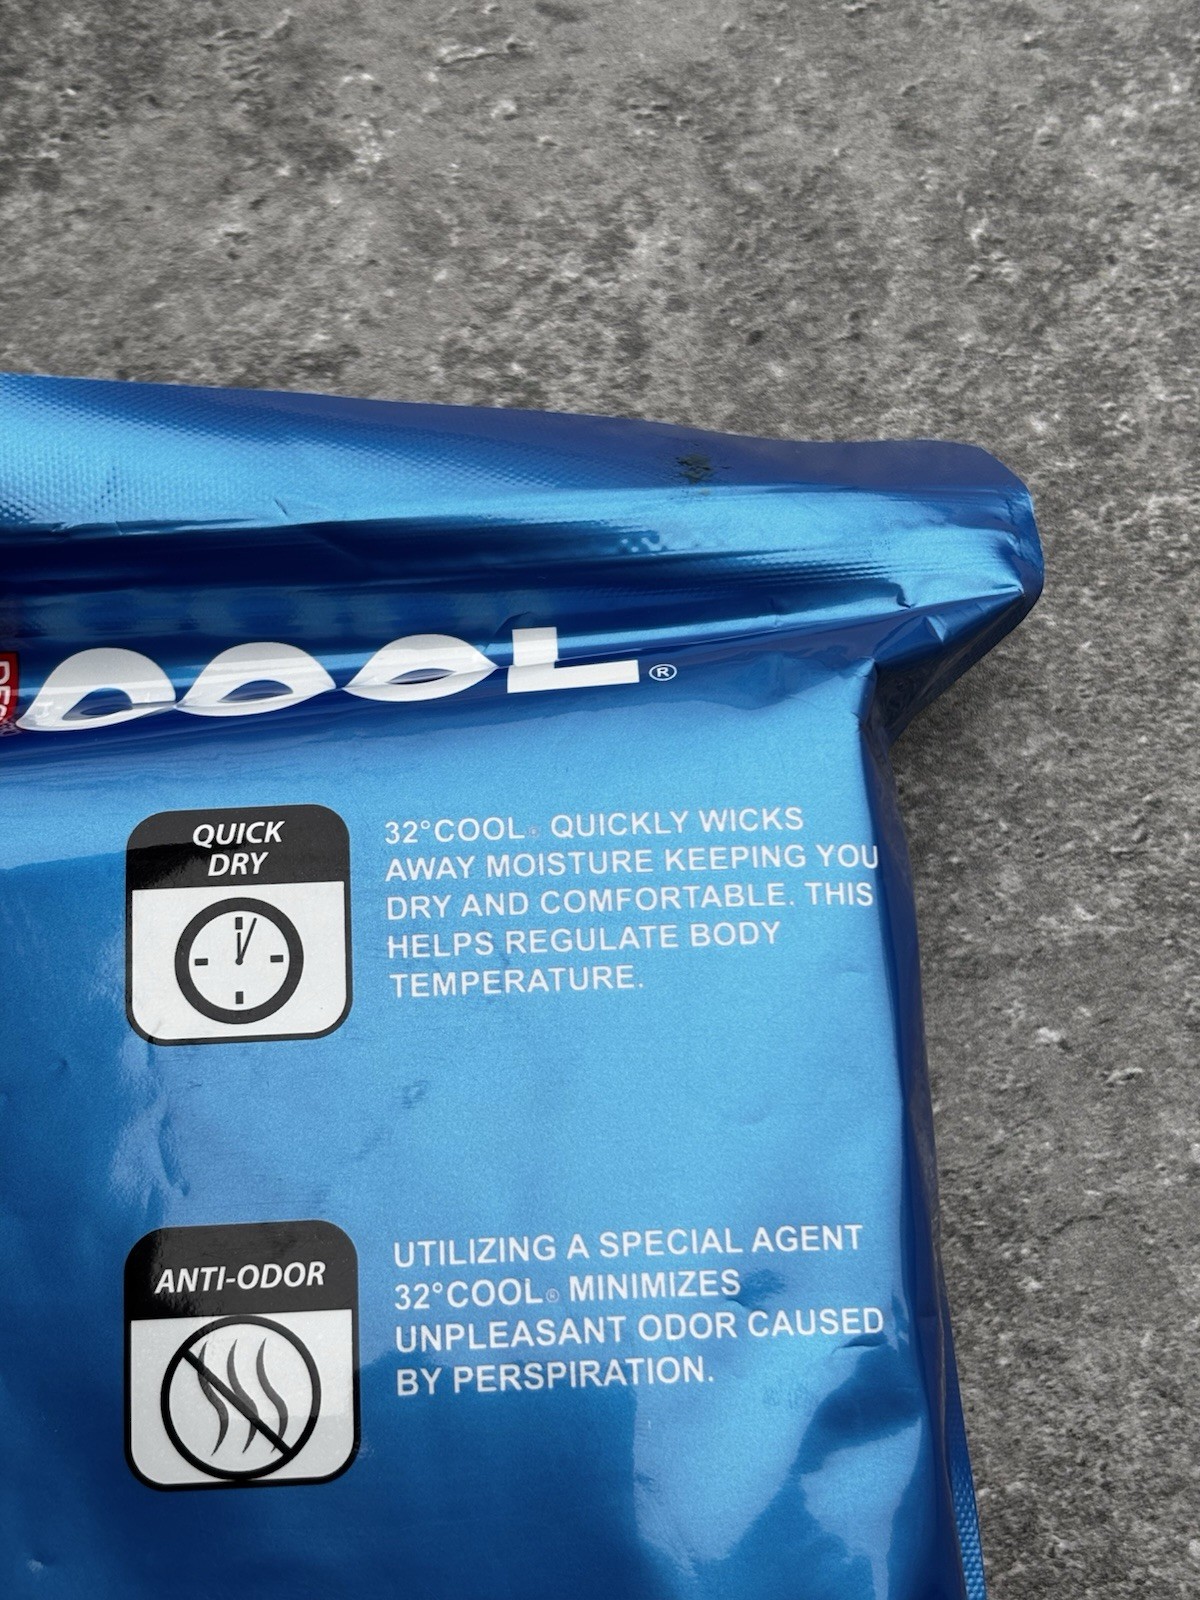 COOL®
QUICK
DRY
32°COOL® QUICKLY WICKS
AWAY MOISTURE KEEPING YOU
DRY AND COMFORTABLE. THIS
HELPS REGULATE BODY
TEMPERATURE.
ANTI-ODOR
UTILIZING A SPECIAL AGENT
32°COOL® MINIMIZES
UNPLEASANT ODOR CAUSED
BY PERSPIRATION.